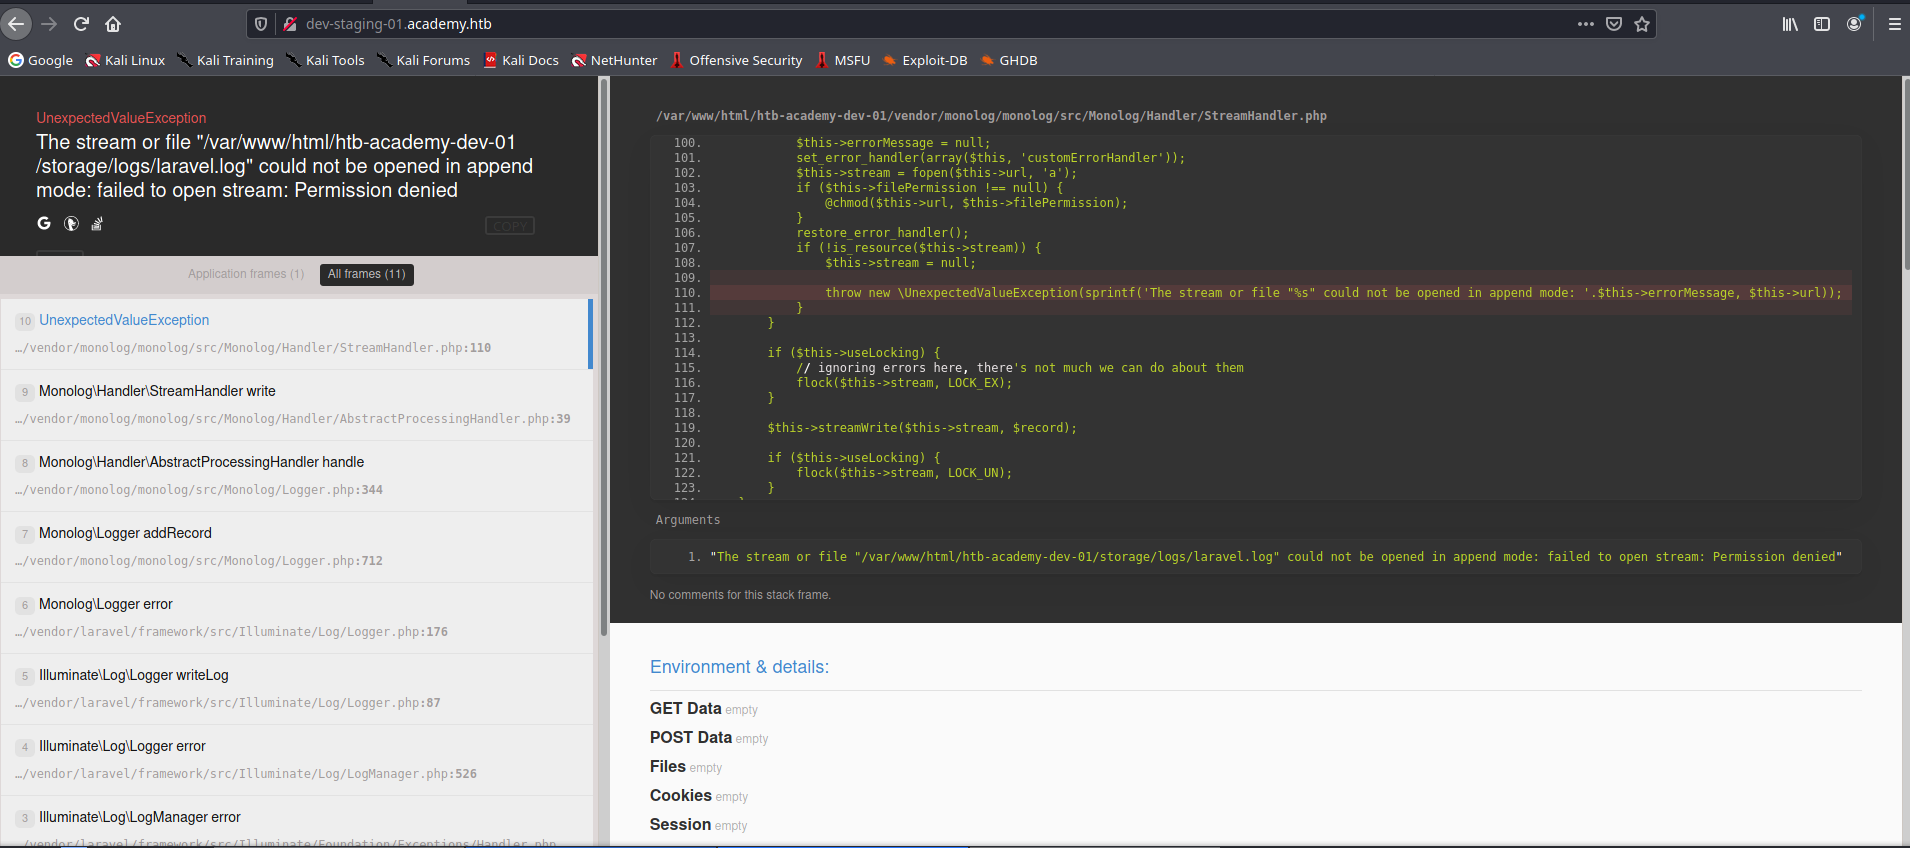 dev-staging-01.academy.htb
Google Kali Linux Kali Training Kali Tools Kali Forums Kali Docs NetHunter Offensive Security MSFU Exploit-DB GHDB
UnexpectedValueException
The stream or file "/var/www/html/htb-academy-dev-01
/storage/logs/laravel.log" could not be opened in append
mode: failed to open stream: Permission denied
COPY
Application frames (1) All frames (11)
10 UnexpectedValueException
…/vendor/monolog/monolog/src/Monolog/Handler/StreamHandler.php:110
9 Monolog\Handler\StreamHandler write
…/vendor/monolog/monolog/src/Monolog/Handler/AbstractProcessingHandler.php:39
8 Monolog\Handler\AbstractProcessingHandler handle
…/vendor/monolog/monolog/src/Monolog/Logger.php:344
7 Monolog\Logger addRecord
…/vendor/monolog/monolog/src/Monolog/Logger.php:712
6 Monolog\Logger error
…/vendor/laravel/framework/src/Illuminate/Log/Logger.php:176
5 Illuminate\Log\Logger writeLog
…/vendor/laravel/framework/src/Illuminate/Log/Logger.php:87
4 Illuminate\Log\Logger error
…/vendor/laravel/framework/src/Illuminate/Log/LogManager.php:526
3 Illuminate\Log\LogManager error
…/vendor/laravel/framework/src/Illuminate/Foundation/Exceptions/Handler.php
/var/www/html/htb-academy-dev-01/vendor/monolog/monolog/src/Monolog/Handler/StreamHandler.php
100. $this->errorMessage = null;
101. set_error_handler(array($this, 'customErrorHandler'));
102. $this->stream = fopen($this->url, 'a');
103. if ($this->filePermission !== null) {
104. @chmod($this->url, $this->filePermission);
105. }
106. restore_error_handler();
107. if (!is_resource($this->stream)) {
108. $this->stream = null;
109.
110. throw new \UnexpectedValueException(sprintf('The stream or file "%s" could not be opened in append mode: '.$this->errorMessage, $this->url));
111. }
112. }
113.
114. if ($this->useLocking) {
115. // ignoring errors here, there's not much we can do about them
116. flock($this->stream, LOCK_EX);
117. }
118.
119. $this->streamWrite($this->stream, $record);
120.
121. if ($this->useLocking) {
122. flock($this->stream, LOCK_UN);
123. }
124. }
Arguments
1. "The stream or file "/var/www/html/htb-academy-dev-01/storage/logs/laravel.log" could not be opened in append mode: failed to open stream: Permission denied"
No comments for this stack frame.
Environment & details:
GET Data empty
POST Data empty
Files empty
Cookies empty
Session empty